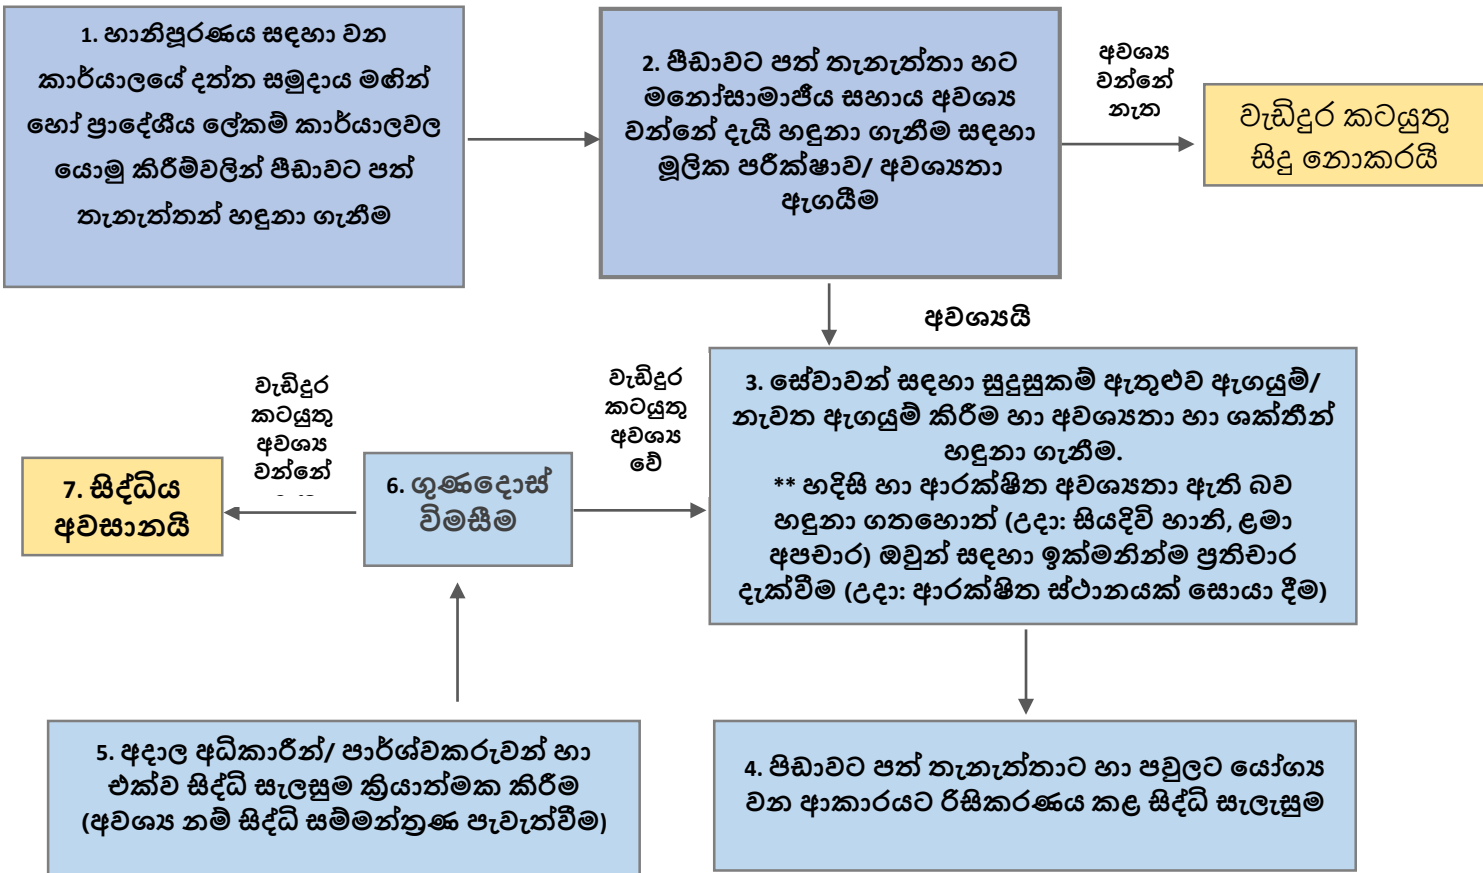 1. හානිපූරණය සඳහා වන
කාර්යාලයේ දත්ත සමුදාය මඟින්
හෝ ප්‍රාදේශීය ලේකම් කාර්යාලවල
යොමු කිරීම්වලින් පීඩාවට පත්
තැනැත්තන් හඳුනා ගැනීම
2. පීඩාවට පත් තැනැත්තා හට
මනෝසාමාජීය සහාය අවශ්‍ය
වන්නේ දැයි හඳුනා ගැනීම සඳහා
මූලික පරීක්ෂාව/ අවශ්‍යතා
ඇගයීම
අවශ්‍ය
වන්නේ
නැත
වැඩිදුර කටයුතු
සිදු නොකරයි
අවශ්‍යයි
3. සේවාවන් සඳහා සුදුසුකම් ඇතුළුව ඇගයුම්/
නැවත ඇගයුම් කිරීම හා අවශ්‍යතා හා ශක්තීන්
හඳුනා ගැනීම.
** හදිසි හා ආරක්ෂිත අවශ්‍යතා ඇති බව
හඳුනා ගතහොත් (උදා: සියදිවි හානි, ළමා
අපචාර) ඔවුන් සඳහා ඉක්මනින්ම ප්‍රතිචාර
දැක්වීම (උදා: ආරක්ෂිත ස්ථානයක් සොයා දීම)
වැඩිදුර
කටයුතු
අවශ්‍ය
වේ
6. ගුණදොස්
විමසීම
වැඩිදුර
කටයුතු
අවශ්‍ය
වන්නේ
7. සිද්ධිය
අවසානයි
5. අදාල අධිකාරීන්/ පාර්ශ්වකරුවන් හා
එක්ව සිද්ධි සැලසුම ක්‍රියාත්මක කිරීම
(අවශ්‍ය නම් සිද්ධි සම්මන්ත්‍රණ පැවැත්වීම)
4. පිඩාවට පත් තැනැත්තාට හා පවුලට යෝග්‍ය
වන ආකාරයට රිසිකරණය කළ සිද්ධි සැලැසුම